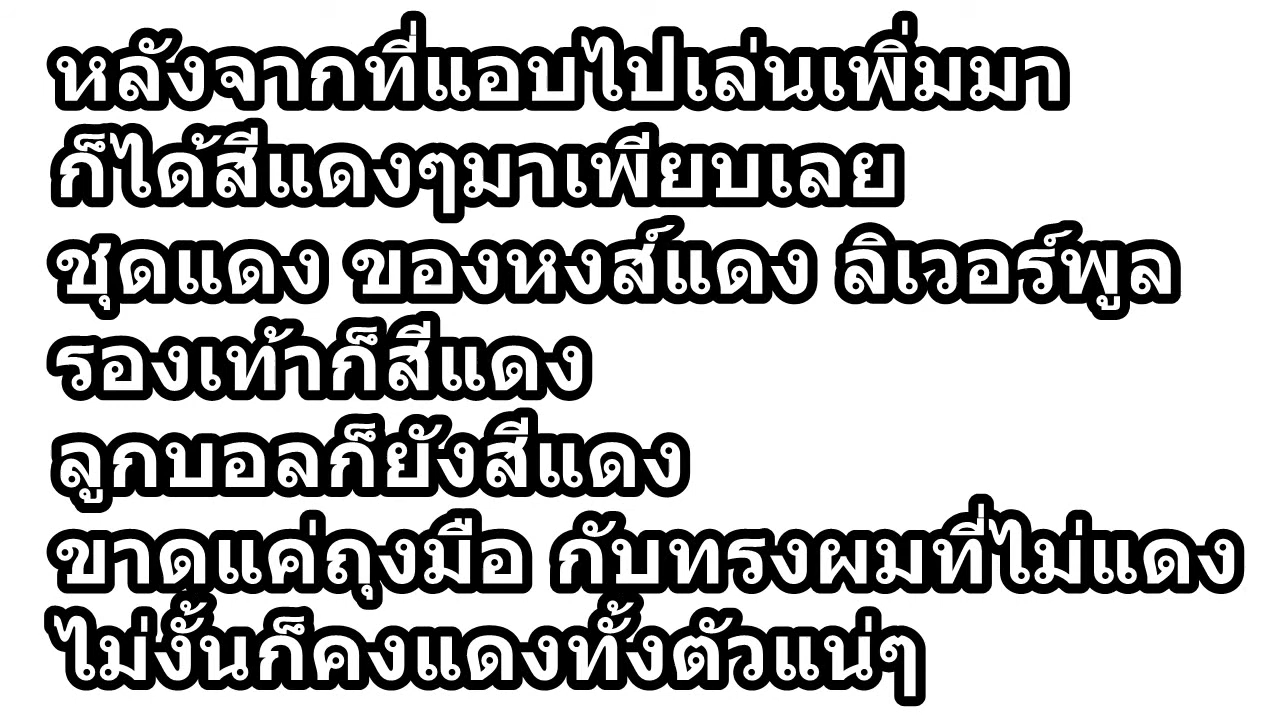 หลังจากที่แอบไปเล่นเพิ่มมา
ก็ได้สีแดงๆมาเพียบเลย
ชุดแดง ของหงส์แดง ลิเวอร์พูล
รองเท้าก็สีแดง
ลูกบอลก็ยังสีแดง
ขาดแค่ถุงมือ กับทรงผมที่ไม่แดง
ไม่งั้นก็คงแดงทั้งตัวแน่ๆ